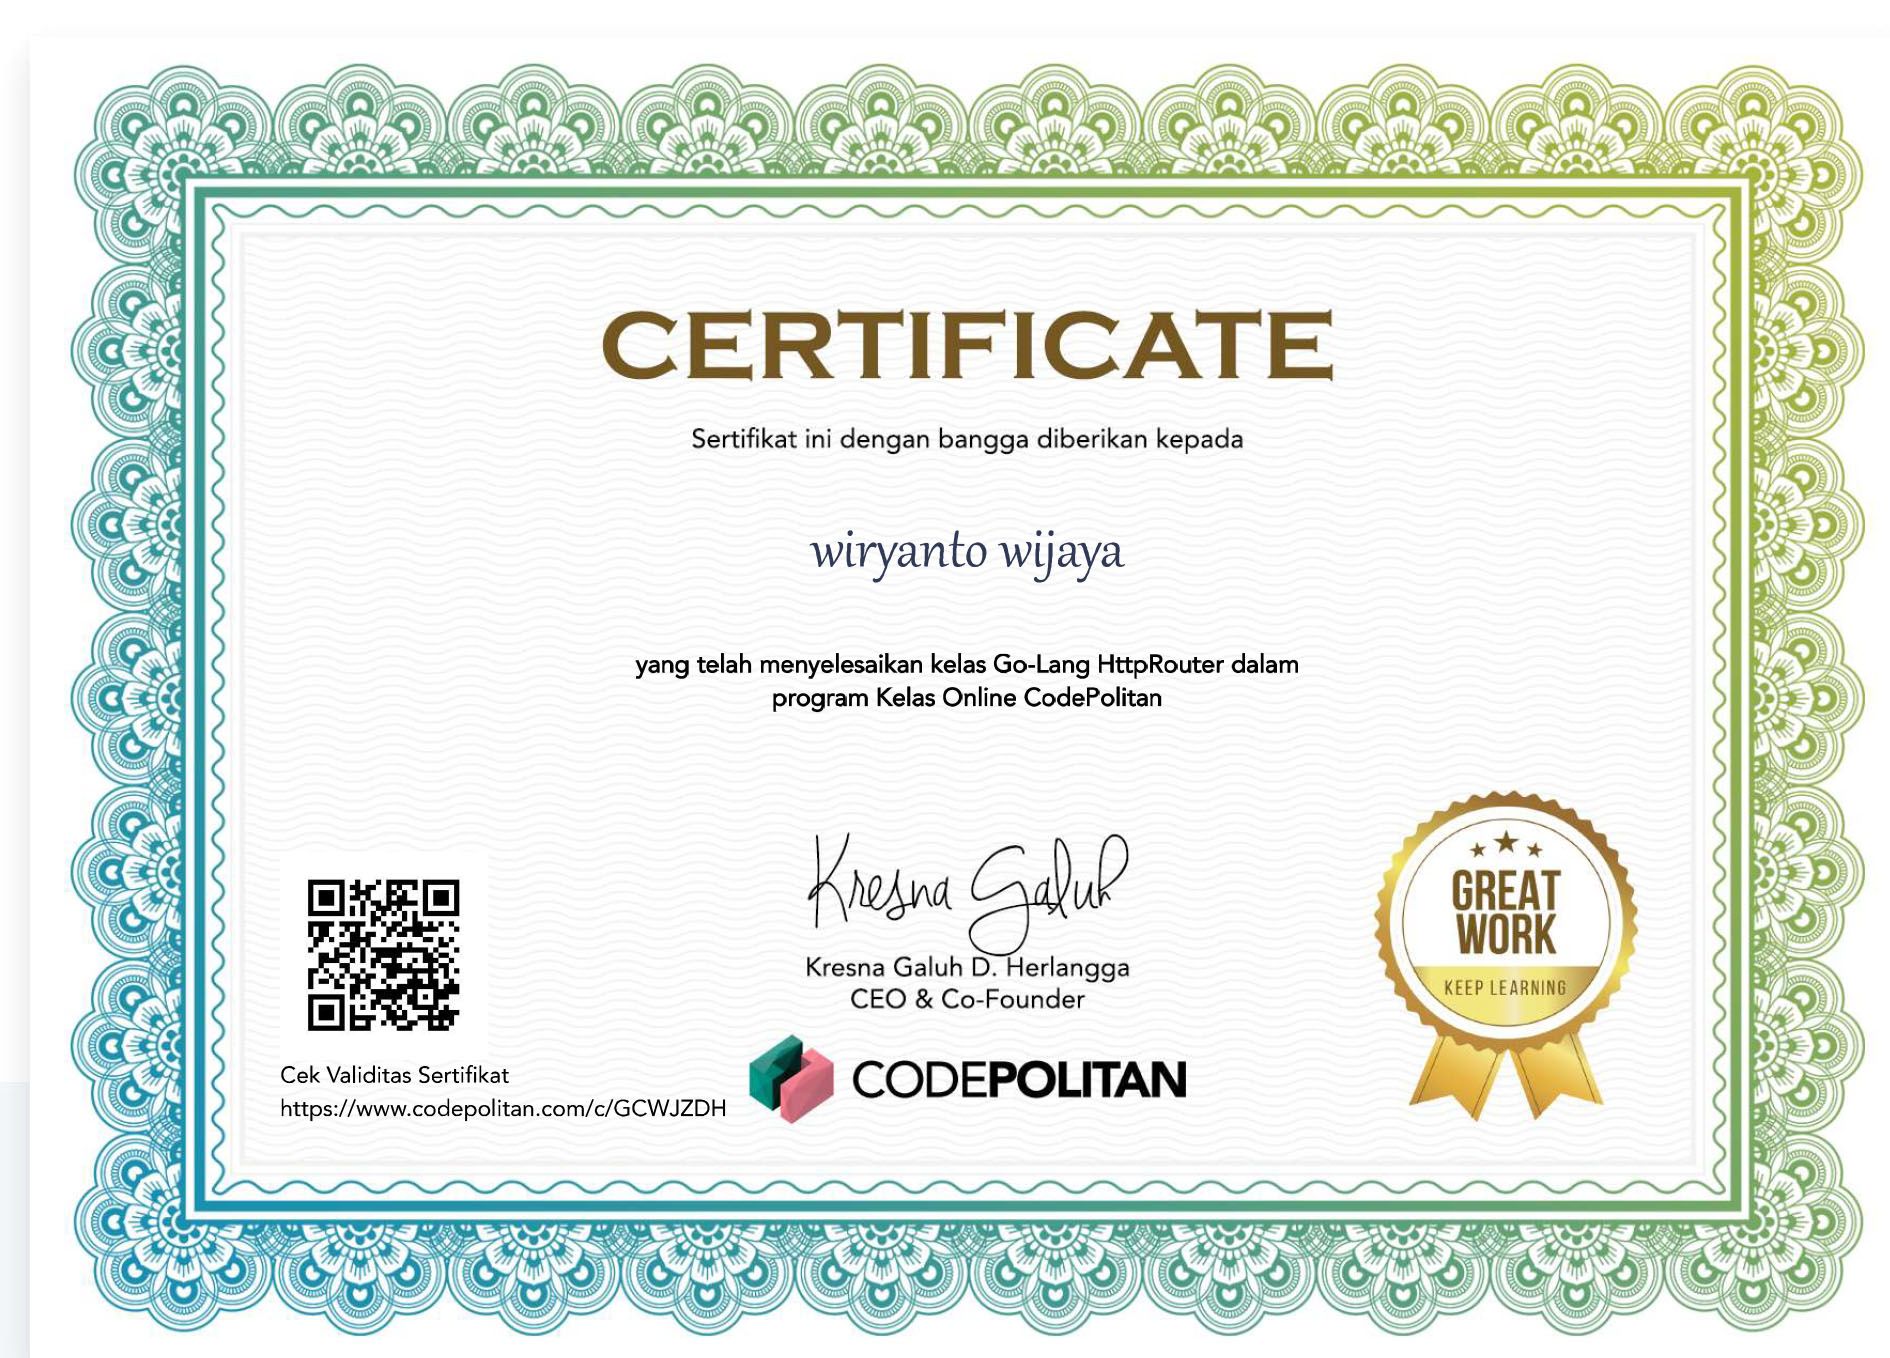 CERTIFICATE
Sertifikat ini dengan bangga diberikan kepada
wiryanto wijaya
yang telah menyelesaikan kelas Go-Lang HttpRouter dalam
program Kelas Online CodePolitan
Kresna Galuh
Kresna Galuh D. Herlangga
CEO & Co-Founder
CODEPOLITAN
Cek Validitas Sertifikat
https://www.codepolitan.com/c/GCWJZDH
GREAT
WORK
KEEP LEARNING